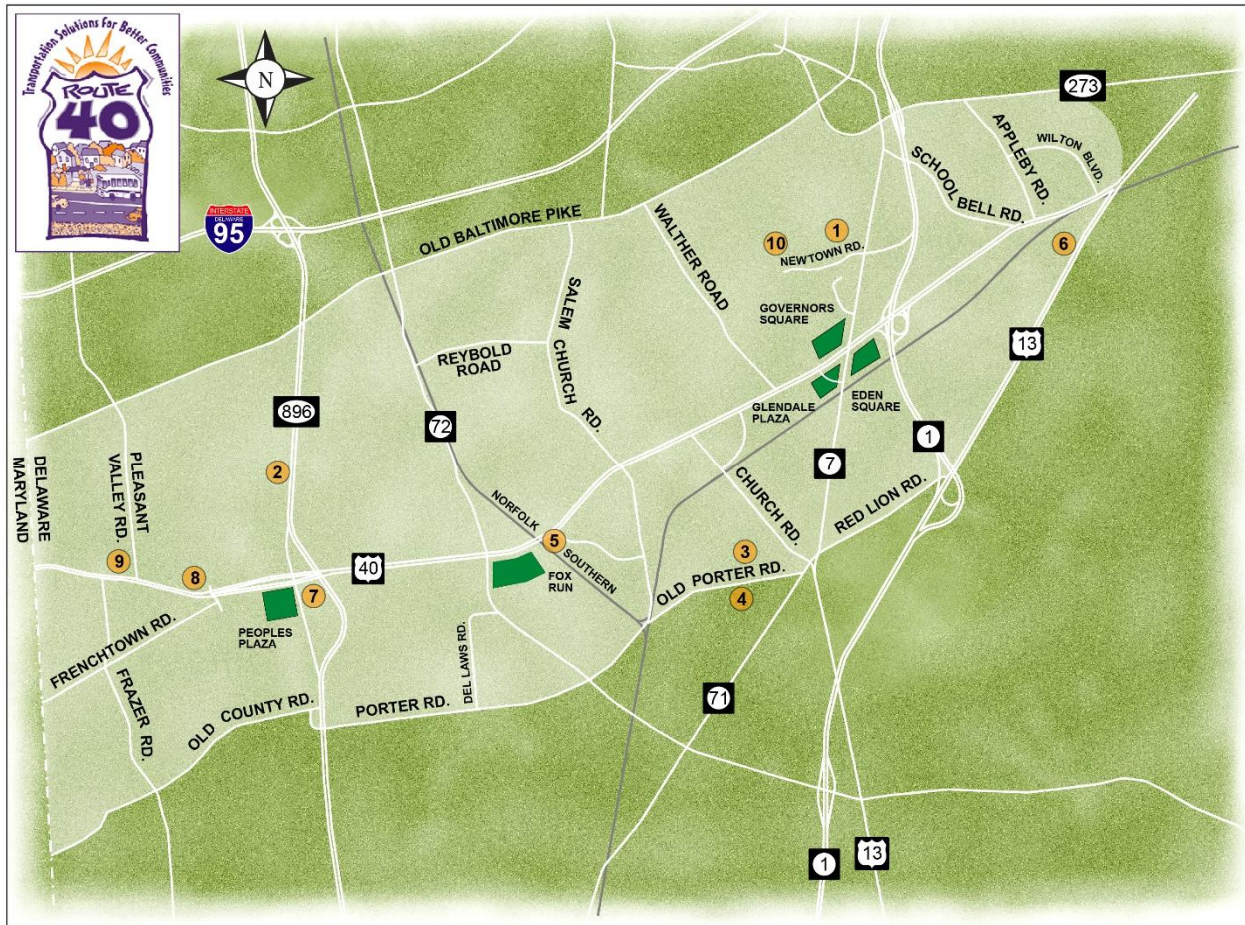 Transportation Solutions For Better Communities
ROUTE
40
N
273
APPLEBY RD.
WILTON BLVD.
SCHOOL BELL RD.
INTERSTATE
DELAWARE
95
OLD BALTIMORE PIKE
WALTHER ROAD
10
1
NEWTOWN RD.
6
SALEM CHURCH RD.
GOVERNORS
SQUARE
13
REYBOLD
ROAD
GLENDALE
PLAZA
EDEN
SQUARE
896
72
1
7
DELAWARE
MARYLAND
PLEASANT
VALLEY RD.
2
CHURCH RD.
RED LION RD.
NORFOLK SOUTHERN
5
3
9
8
40
FOX
RUN
OLD PORTER RD.
4
7
PEOPLES
PLAZA
FRENCHTOWN RD.
FRAZER RD.
DEL LAWS RD.
OLD COUNTY RD.
PORTER RD.
71
1
13